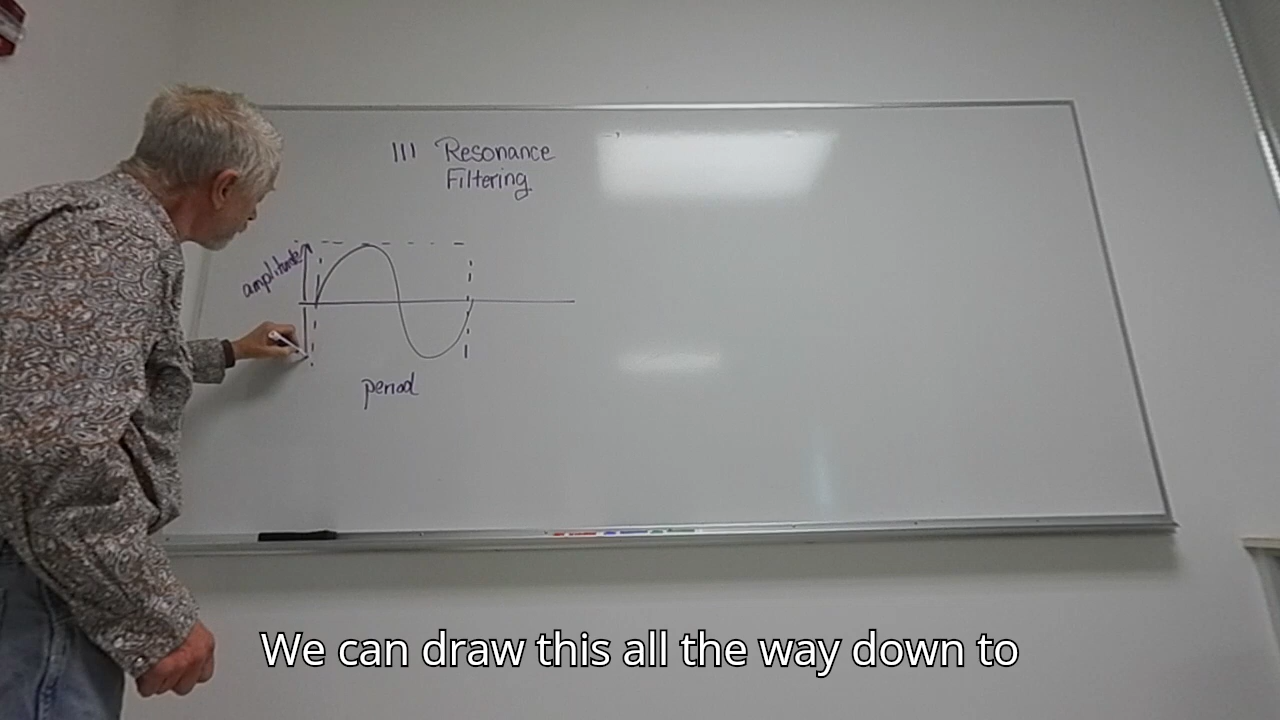 III Resonance
Filtering
amplitude
period
We can draw this all the way down to